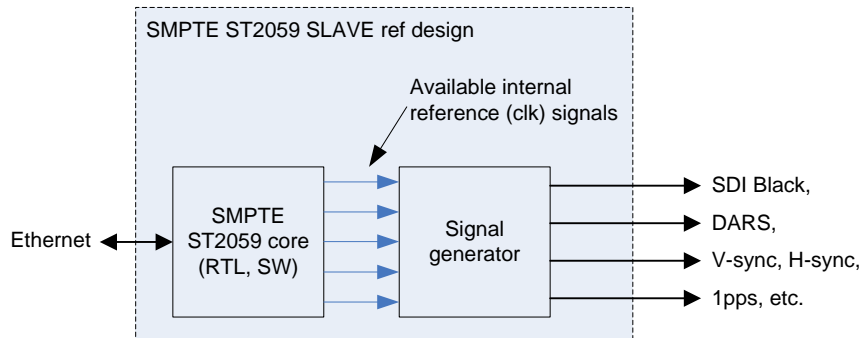 SMPTE ST2059 SLAVE ref design
Available internal
reference (clk) signals
Ethernet
SMPTE
ST2059 core
(RTL, SW)
Signal
generator
SDI Black,
DARS,
V-sync, H-sync,
1pps, etc.